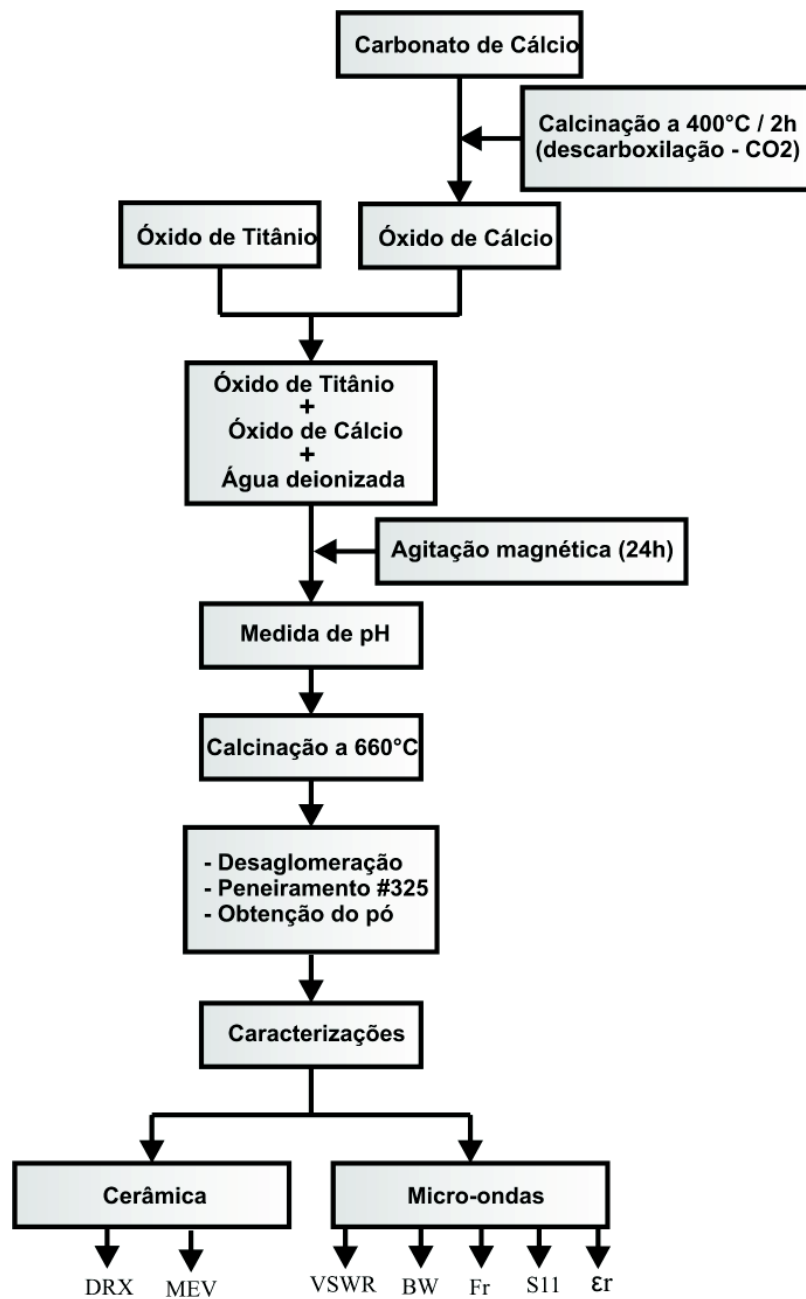 Carbonato de Cálcio
Calcinação a 400°C / 2h
(descarboxilação - CO2)
Óxido de Titânio
Óxido de Cálcio
Óxido de Titânio
+
Óxido de Cálcio
+
Água deionizada
Agitação magnética (24h)
Medida de pH
Calcinação a 660°C
- Desaglomeração
- Peneiramento #325
- Obtenção do pó
Caracterizações
Cerâmica
Micro-ondas
DRX
MEV
VSWR
BW
Fr
S11
εr